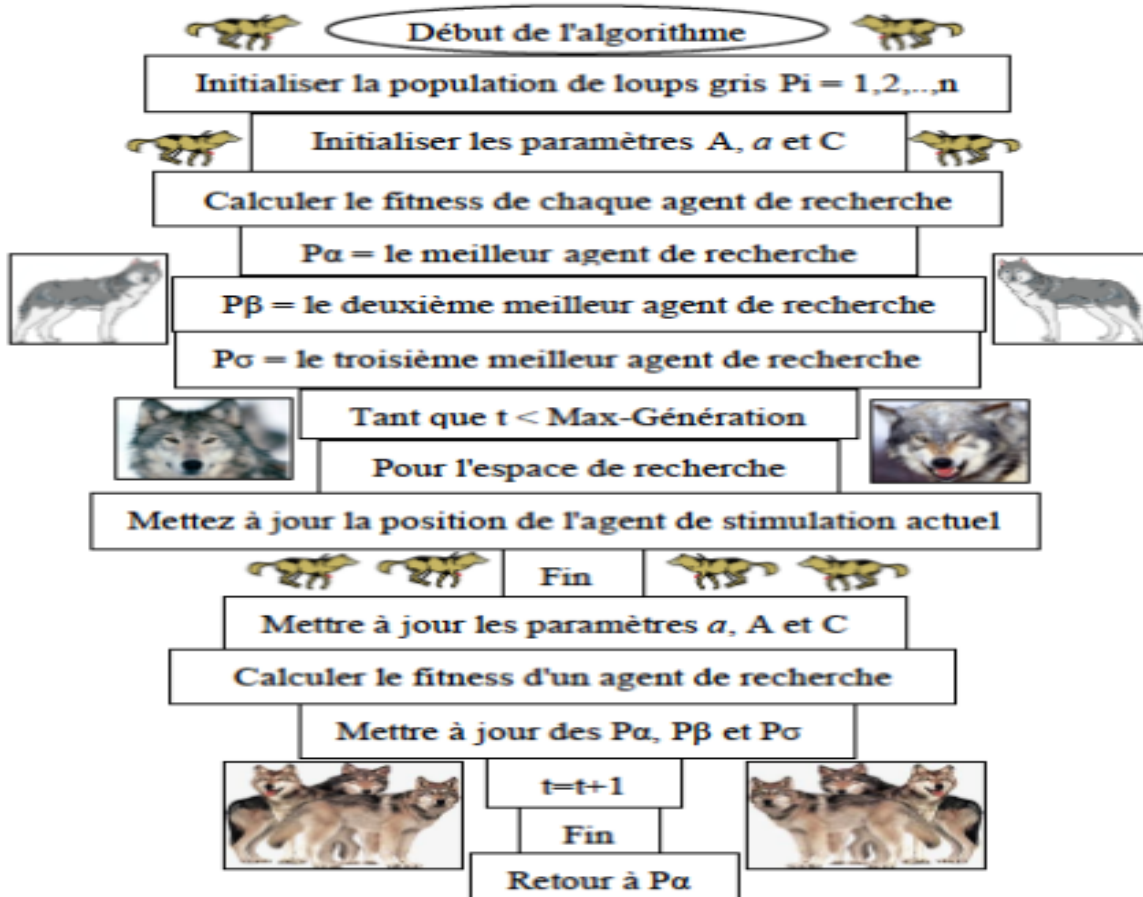 Début de l'algorithme
Initialiser la population de loups gris Pi = 1,2,..,n
Initialiser les paramètres A, a et C
Calculer le fitness de chaque agent de recherche
Pα = le meilleur agent de recherche
Pβ = le deuxième meilleur agent de recherche
Pσ = le troisième meilleur agent de recherche
Tant que t < Max-Génération
Pour l'espace de recherche
Mettez à jour la position de l'agent de stimulation actuel
Fin
Mettre à jour les paramètres a, A et C
Calculer le fitness d'un agent de recherche
Mettre à jour des Pα, Pβ et Pσ
t=t+1
Fin
Retour à Pα